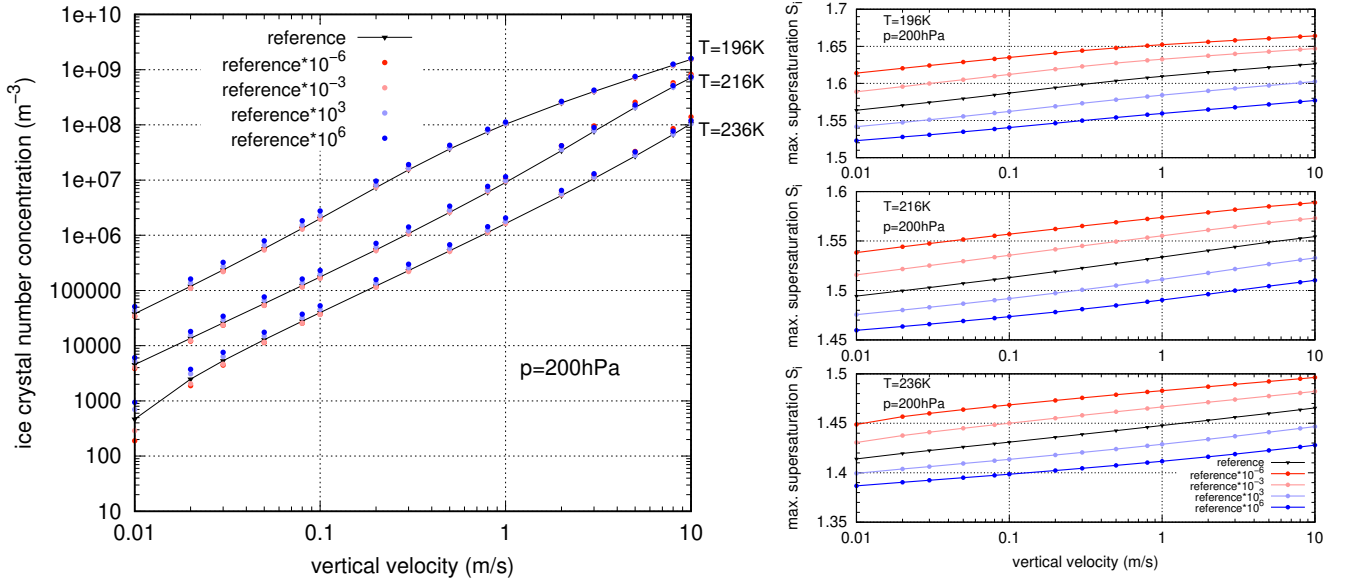 ice crystal number concentration (m⁻³)
1e+10
1e+09
1e+08
1e+07
1e+06
100000
10000
1000
100
10
reference
reference*10⁻⁶
reference*10⁻³
reference*10³
reference*10⁶
T=196K
T=216K
T=236K
p=200hPa
0.01 0.1 1 10
vertical velocity (m/s)
max. supersaturation Sᵢ
1.7
1.65
1.6
1.55
1.5
T=196K
p=200hPa
0.01 0.1 1 10
max. supersaturation Sᵢ
1.6
1.55
1.5
1.45
T=216K
p=200hPa
0.01 0.1 1 10
max. supersaturation Sᵢ
1.5
1.45
1.4
1.35
T=236K
p=200hPa
reference
reference*10⁻⁶
reference*10⁻³
reference*10³
reference*10⁶
0.01 0.1 1 10
vertical velocity (m/s)